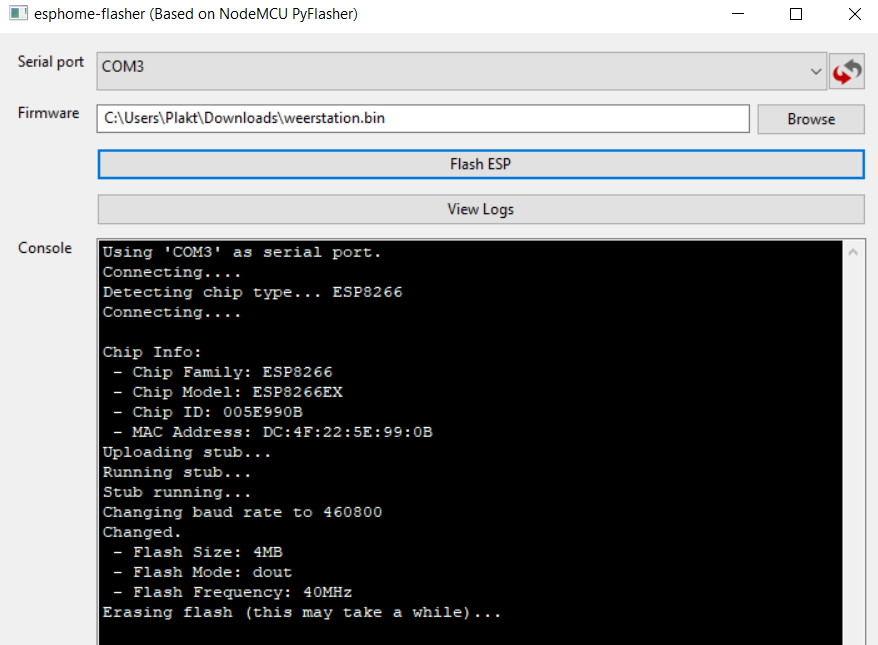 esphome-flasher (Based on NodeMCU PyFlasher)
Serial port COM3
Firmware C:\Users\Plakt\Downloads\weerstation.bin Browse
Flash ESP
View Logs
Console
Using 'COM3' as serial port.
Connecting....
Detecting chip type... ESP8266
Connecting....
Chip Info:
- Chip Family: ESP8266
- Chip Model: ESP8266EX
- Chip ID: 005E990B
- MAC Address: DC:4F:22:5E:99:0B
Uploading stub...
Running stub...
Stub running...
Changing baud rate to 460800
Changed.
- Flash Size: 4MB
- Flash Mode: dout
- Flash Frequency: 40MHz
Erasing flash (this may take a while)...